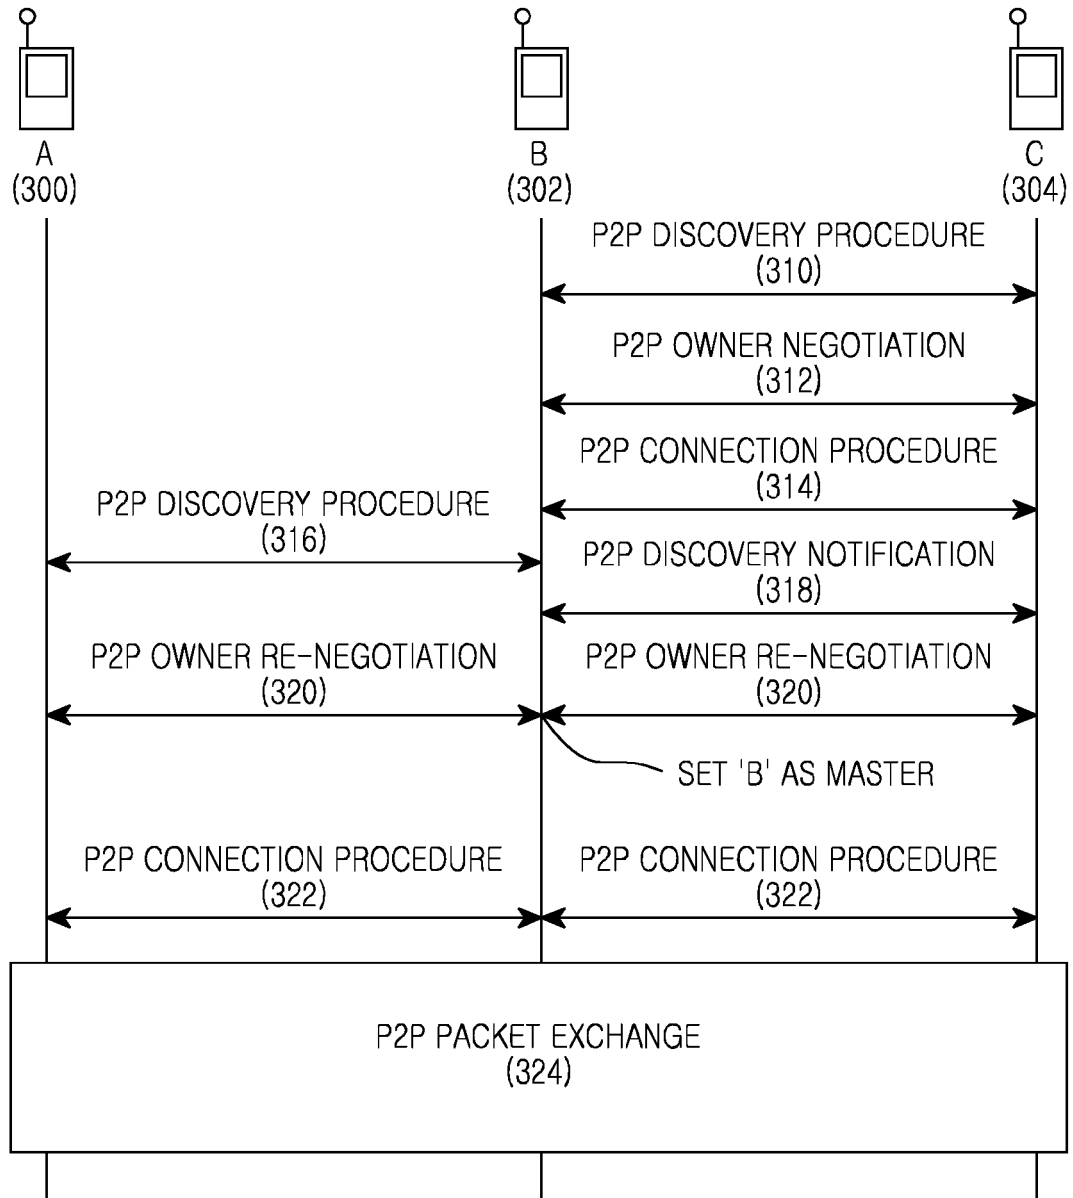 A
(300)
B
(302)
C
(304)
P2P DISCOVERY PROCEDURE
(310)
P2P OWNER NEGOTIATION
(312)
P2P CONNECTION PROCEDURE
(314)
P2P DISCOVERY PROCEDURE
(316)
P2P DISCOVERY NOTIFICATION
(318)
P2P OWNER RE-NEGOTIATION
(320)
P2P OWNER RE-NEGOTIATION
(320)
SET 'B' AS MASTER
P2P CONNECTION PROCEDURE
(322)
P2P CONNECTION PROCEDURE
(322)
P2P PACKET EXCHANGE
(324)